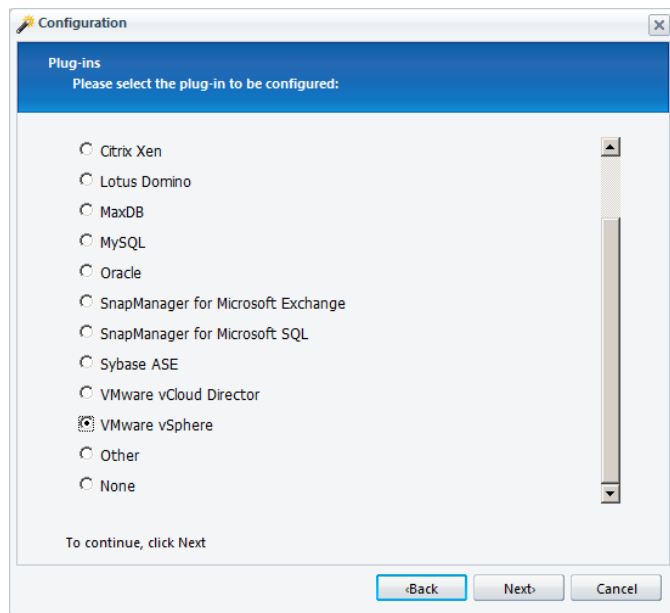 Configuration
Plug-ins
Please select the plug-in to be configured:
Citrix Xen
Lotus Domino
MaxDB
MySQL
Oracle
SnapManager for Microsoft Exchange
SnapManager for Microsoft SQL
Sybase ASE
VMware vCloud Director
VMware vSphere
Other
None
To continue, click Next
‹Back Next› Cancel